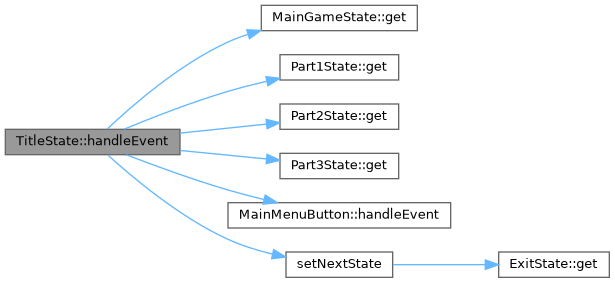 MainGameState::get
Part1State::get
Part2State::get
TitleState::handleEvent
Part3State::get
MainMenuButton::handleEvent
setNextState
ExitState::get